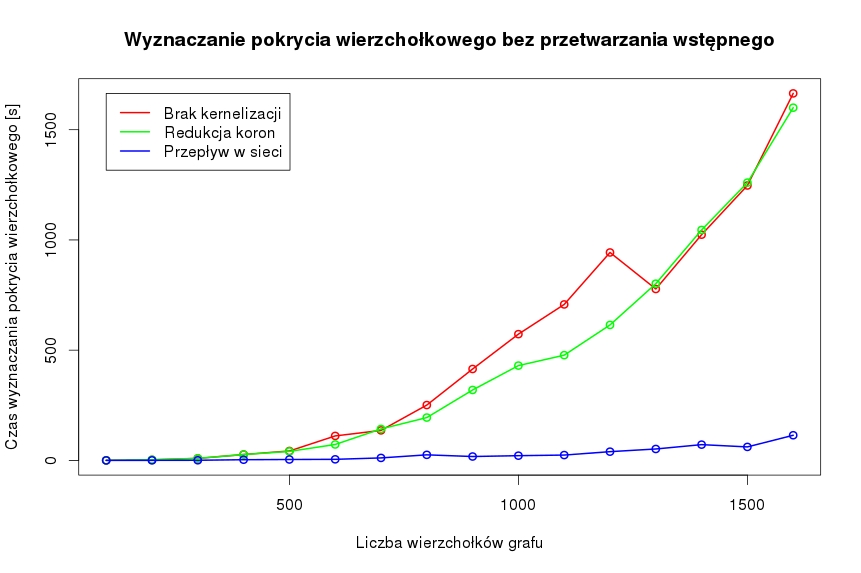 Wyznaczanie pokrycia wierzchołkowego bez przetwarzania wstępnego
Brak kernelizacji
Redukcja koron
Przepływ w sieci
Czas wyznaczania pokrycia wierzchołkowego [s]
1500
1000
500
0
500
1000
1500
Liczba wierzchołków grafu